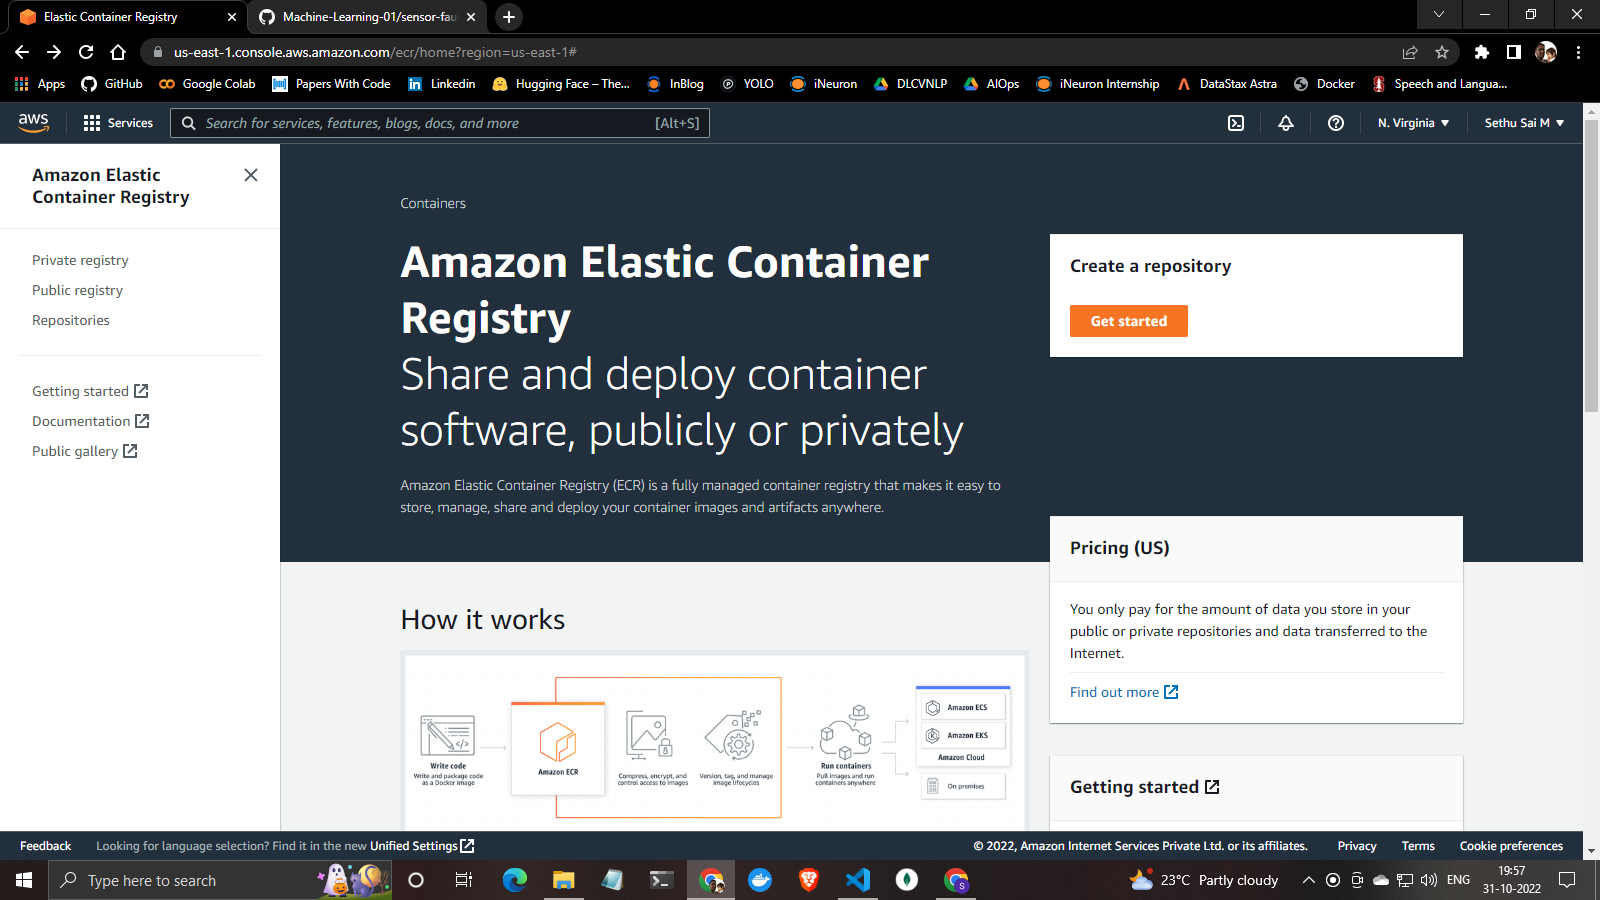 Elastic Container Registry
Machine-Learning-01/sensor-fau
us-east-1.console.aws.amazon.com/ecr/home?region=us-east-1#
Apps
GitHub
Google Colab
Papers With Code
Linkedin
Hugging Face – The...
InBlog
YOLO
iNeuron
DLCVNLP
AIOps
iNeuron Internship
DataStax Astra
Docker
Speech and Langua...
aws
Services
Search for services, features, blogs, docs, and more
[Alt+S]
N. Virginia
Sethu Sai M
Amazon Elastic
Container Registry
Private registry
Public registry
Repositories
Getting started
Documentation
Public gallery
Containers
Amazon Elastic Container
Registry
Share and deploy container
software, publicly or privately
Amazon Elastic Container Registry (ECR) is a fully managed container registry that makes it easy to
store, manage, share and deploy your container images and artifacts anywhere.
Create a repository
Get started
Pricing (US)
You only pay for the amount of data you store in your
public or private repositories and data transferred to the
Internet.
Find out more
Getting started
How it works
Write code
Write and package code
as a Docker image
Amazon ECR
Compress, encrypt, and
control access to images
Version, tag, and manage
image lifecycles
Run containers
Pull images and run
containers anywhere
Amazon ECS
Amazon EKS
Amazon Cloud
On premises
Feedback
Looking for language selection? Find it in the new Unified Settings
© 2022, Amazon Internet Services Private Ltd. or its affiliates.
Privacy
Terms
Cookie preferences
Type here to search
23°C Partly cloudy
ENG
19:57
31-10-2022